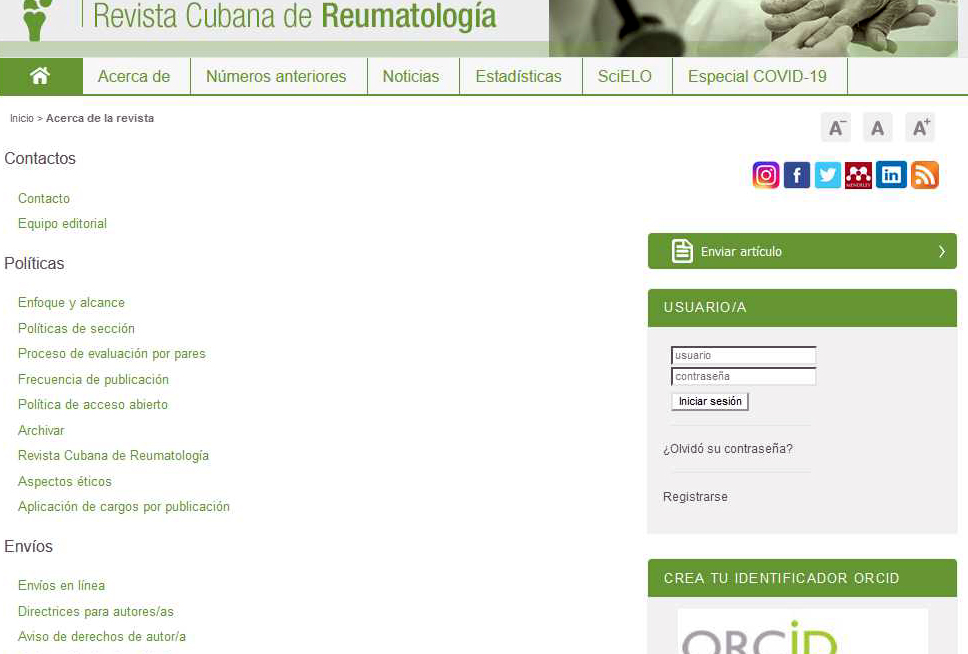 Revista Cubana de Reumatología
Acerca de
Números anteriores
Noticias
Estadísticas
SciELO
Especial COVID-19
Inicio > Acerca de la revista
A-
A
A+
Contactos
Contacto
Equipo editorial
Políticas
Enfoque y alcance
Políticas de sección
Proceso de evaluación por pares
Frecuencia de publicación
Política de acceso abierto
Archivar
Revista Cubana de Reumatología
Aspectos éticos
Aplicación de cargos por publicación
Envíos
Envíos en línea
Directrices para autores/as
Aviso de derechos de autor/a
f
MENDELEY
in
Enviar artículo
USUARIO/A
usuario
contraseña
Iniciar sesión
¿Olvidó su contraseña?
Registrarse
CREA TU IDENTIFICADOR ORCID
ORCiD